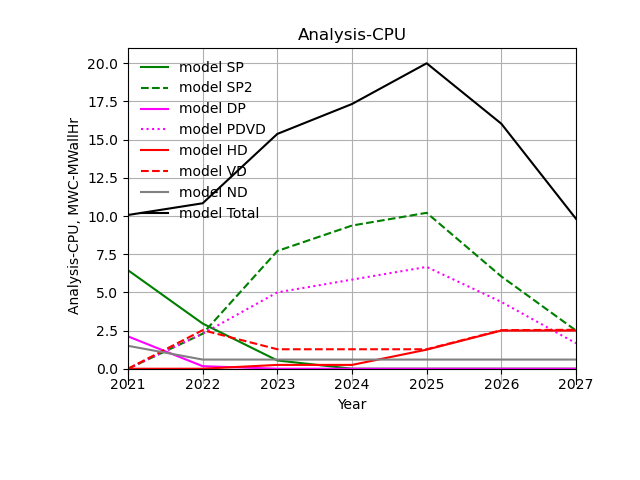 Analysis-CPU
20.0
17.5
15.0
12.5
10.0
7.5
5.0
2.5
0.0
Analysis-CPU, MWC-MWallHr
model SP
model SP2
model DP
model PDVD
model HD
model VD
model ND
model Total
2021 2022 2023 2024 2025 2026 2027
Year